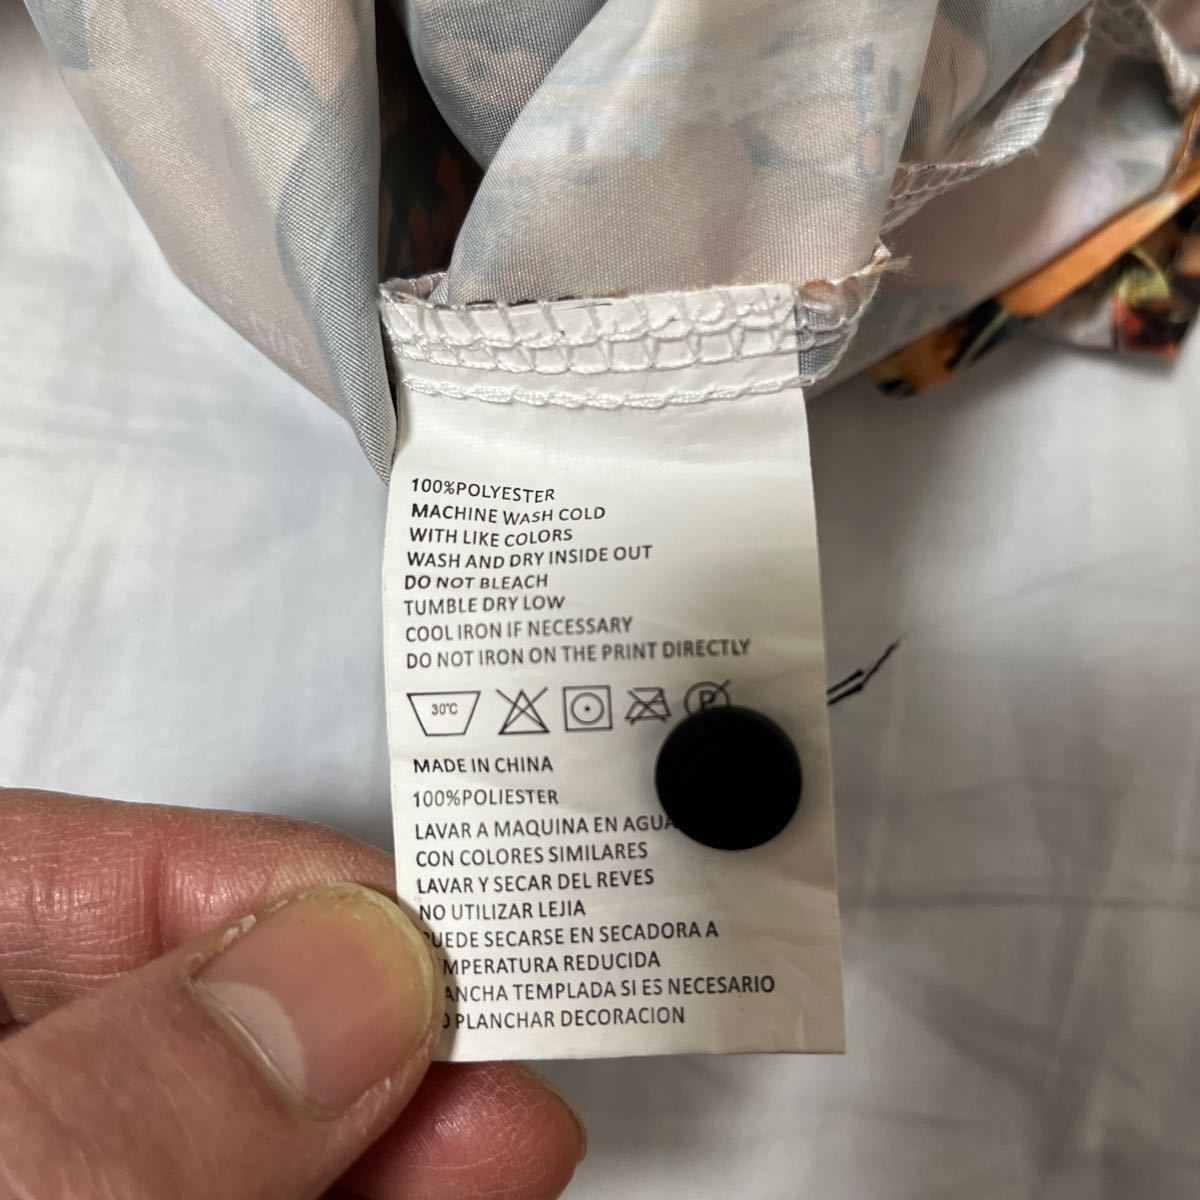 100%POLYESTER
MACHINE WASH COLD
WITH LIKE COLORS
WASH AND DRY INSIDE OUT
DO NOT BLEACH
TUMBLE DRY LOW
COOL IRON IF NECESSARY
DO NOT IRON ON THE PRINT DIRECTLY
30℃ P
MADE IN CHINA
100%POLIESTER
LAVAR A MAQUINA EN AGUA
CON COLORES SIMILARES
LAVAR Y SECAR DEL REVES
NO UTILIZAR LEJIA
SECARSE EN SECADORA A
REDUCIDA
TEMPLADA SI ES NECESARIO
PLANCHAR DECORACION